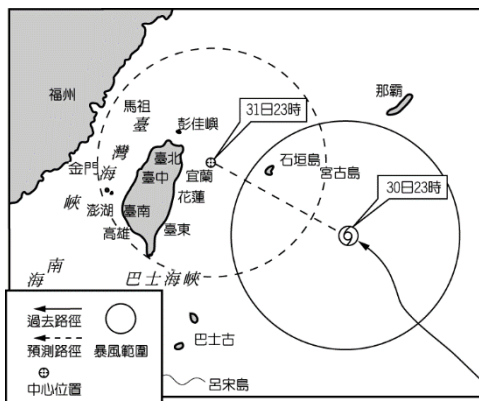 福州
馬祖
彭佳嶼
那霸
31日23時
臺灣海峽
金門
臺北
臺中
宜蘭
石垣島
宮古島
澎湖
臺南
花蓮
30日23時
高雄
臺東
巴士海峽
南海
過去路徑
預測路徑
暴風範圍
中心位置
巴士古
呂宋島